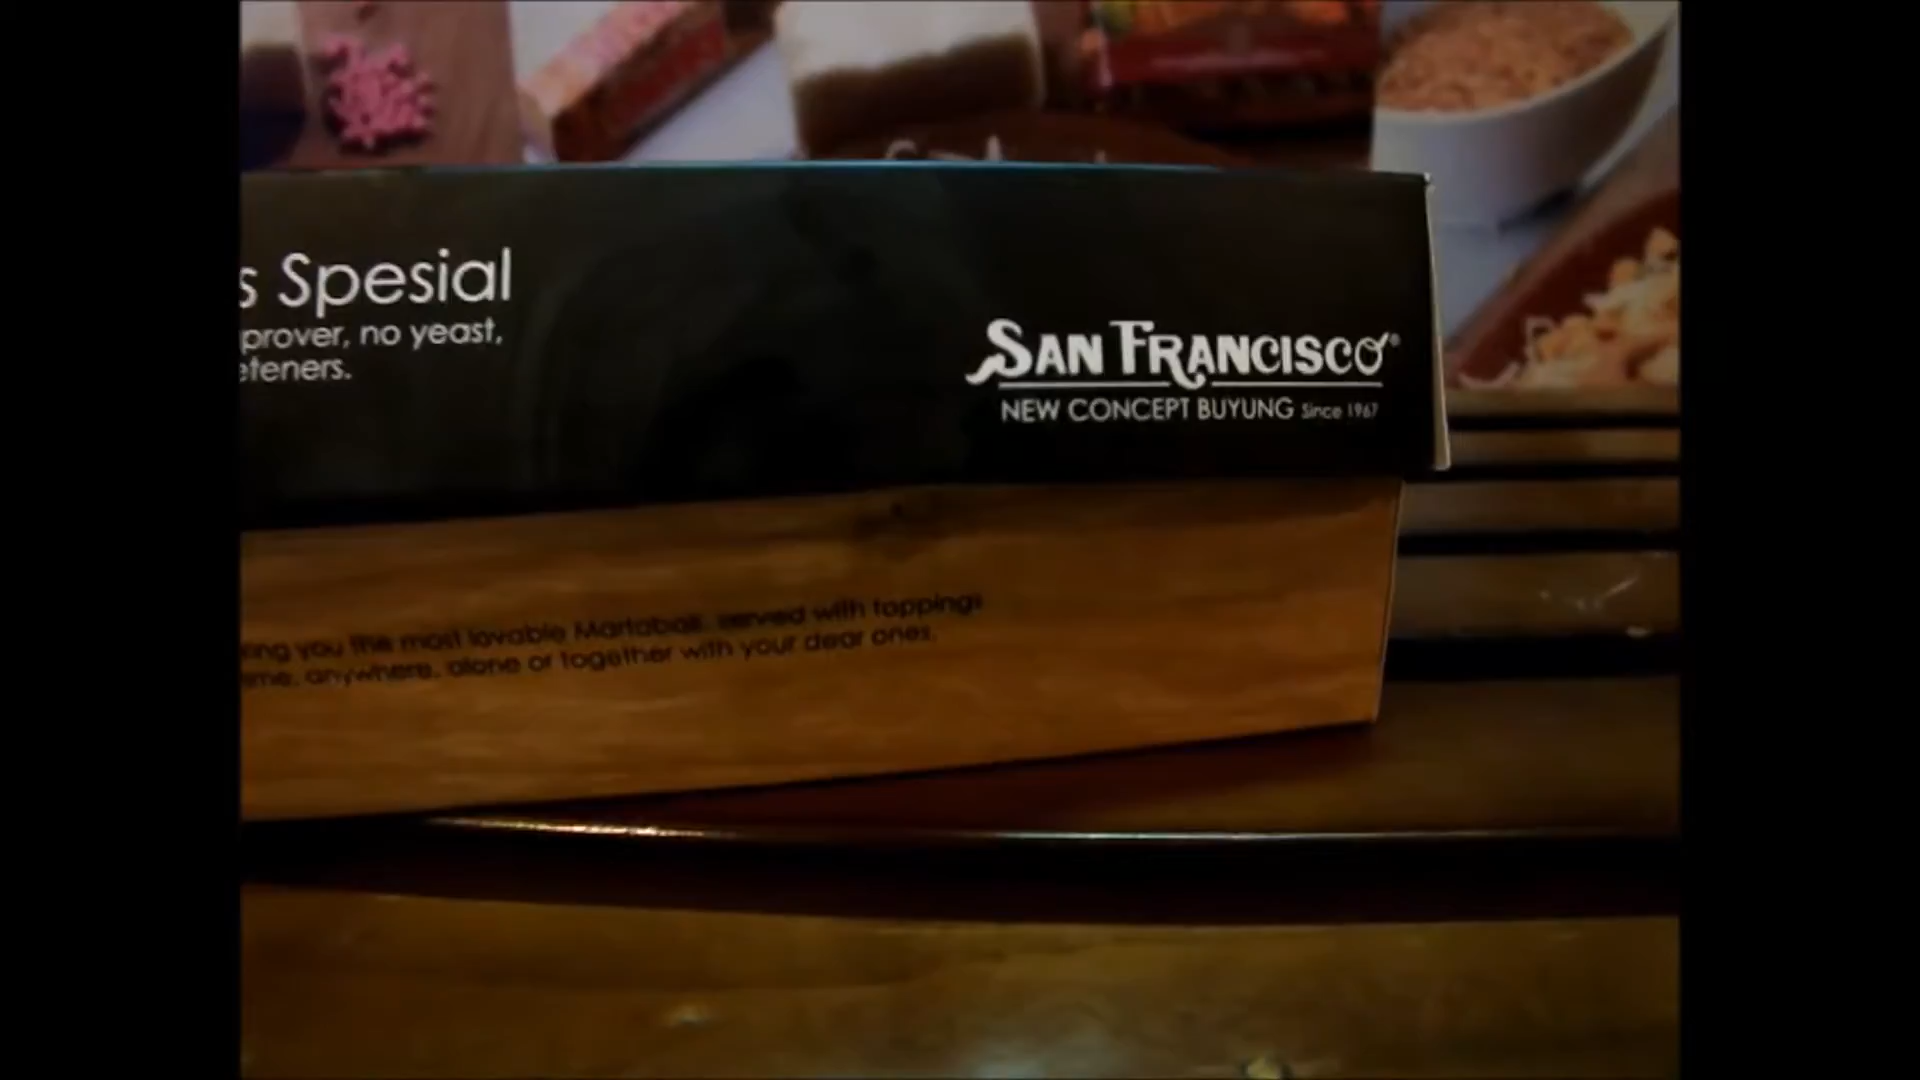 s Spesial
prover, no yeast,
eteners.
SAN FRANCISCO®
NEW CONCEPT BUYUNG Since 1967
ing you the most lovable Martabak, served with toppings
ime, anywhere, alone or together with your dear ones.